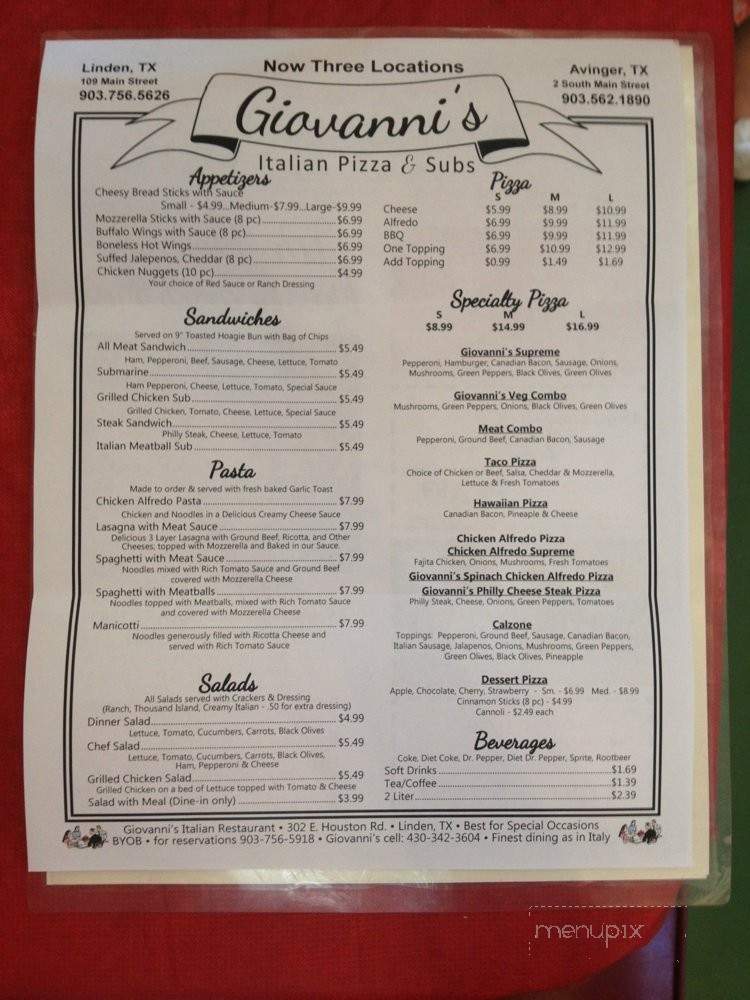 Linden, TX
109 Main Street
903.756.5626
Now Three Locations
Avinger, TX
2 South Main Street
903.562.1890
Giovanni's
Italian Pizza & Subs
Appetizers
Cheesy Bread Sticks with Sauce
Small - $4.99...Medium-$7.99...Large-$9.99
Mozzerella Sticks with Sauce (8 pc) $6.99
Buffalo Wings with Sauce (8 pc) $6.99
Boneless Hot Wings $6.99
Suffed Jalepenos, Cheddar (8 pc) $6.99
Chicken Nuggets (10 pc) $4.99
Your choice of Red Sauce or Ranch Dressing
Sandwiches
Served on 9" Toasted Hoagie Bun with Bag of Chips
All Meat Sandwich $5.49
Ham, Pepperoni, Beef, Sausage, Cheese, Lettuce, Tomato
Submarine $5.49
Ham Pepperoni, Cheese, Lettuce, Tomato, Special Sauce
Grilled Chicken Sub $5.49
Grilled Chicken, Tomato, Cheese, Lettuce, Special Sauce
Steak Sandwich $5.49
Philly Steak, Cheese, Lettuce, Tomato
Italian Meatball Sub $5.49
Pasta
Made to order & served with fresh baked Garlic Toast
Chicken Alfredo Pasta $7.99
Chicken and Noodles in a Delicious Creamy Cheese Sauce
Lasagna with Meat Sauce $7.99
Delicious 3 Layer Lasagna with Ground Beef, Ricotta, and Other
Cheeses, topped with Mozzerella and Baked in our Sauce.
Spaghetti with Meat Sauce $7.99
Noodles mixed with Rich Tomato Sauce and Ground Beef
covered with Mozzarella Cheese
Spaghetti with Meatballs $7.99
Noodles topped with Meatballs, mixed with Rich Tomato Sauce
and covered with Mozzerella Cheese
Manicotti $7.99
Noodles generously filled with Ricotta Cheese and
served with Rich Tomato Sauce
Salads
All Salads served with Crackers & Dressing
(Ranch, Thousand Island, Creamy Italian - .50 for extra dressing)
Dinner Salad $4.99
Lettuce, Tomato, Cucumbers, Carrots, Black Olives
Chef Salad $5.49
Lettuce, Tomato, Cucumbers, Carrots, Black Olives,
Ham, Pepperoni & Cheese
Grilled Chicken Salad $5.49
Grilled Chicken on a bed of Lettuce topped with Tomato & Cheese
Salad with Meal (Dine-in only) $3.99
Pizza
S M L
Cheese $5.99 $8.99 $10.99
Alfredo $6.99 $9.99 $11.99
BBQ $6.99 $9.99 $11.99
One Topping $6.99 $10.99 $12.99
Add Topping $0.99 $1.49 $1.69
Specialty Pizza
S M L
$8.99 $14.99 $16.99
Giovanni's Supreme
Pepperoni, Hamburger, Canadian Bacon, Sausage, Onions,
Mushrooms, Green Peppers, Black Olives, Green Olives
Giovanni's Veg Combo
Mushrooms, Green Peppers, Onions, Black Olives, Green Olives
Meat Combo
Pepperoni, Ground Beef, Canadian Bacon, Sausage
Taco Pizza
Choice of Chicken or Beef, Salsa, Cheddar & Mozzerella,
Lettuce & Fresh Tomatoes
Hawaiian Pizza
Canadian Bacon, Pineaple & Cheese
Chicken Alfredo Pizza
Chicken Alfredo Supreme
Fajita Chicken, Onions, Mushrooms, Fresh Tomatoes
Giovanni's Spinach Chicken Alfredo Pizza
Giovanni's Philly Cheese Steak Pizza
Philly Steak, Cheese, Onions, Green Peppers, Tomatoes
Calzone
Toppings: Pepperoni, Ground Beef, Sausage, Canadian Bacon,
Italian Sausage, Jalapenos, Onions, Mushrooms, Green Peppers,
Green Olives, Black Olives, Pineapple
Dessert Pizza
Apple, Chocolate, Cherry, Strawberry - Sm. - $6.99 Med. - $8.99
Cinnamon Sticks (8 pc) - $4.99
Cannoli - $2.49 each
Beverages
Coke, Diet Coke, Dr. Pepper, Diet Dr. Pepper, Sprite, Rootbeer
Soft Drinks $1.69
Tea/Coffee $1.39
2 Liter $2.39
Giovanni's Italian Restaurant • 302 E. Houston Rd. • Linden, TX • Best for Special Occasions
BYOB • for reservations 903-756-5918 • Giovanni's cell: 430-342-3604 • Finest dining as in Italy
menupix